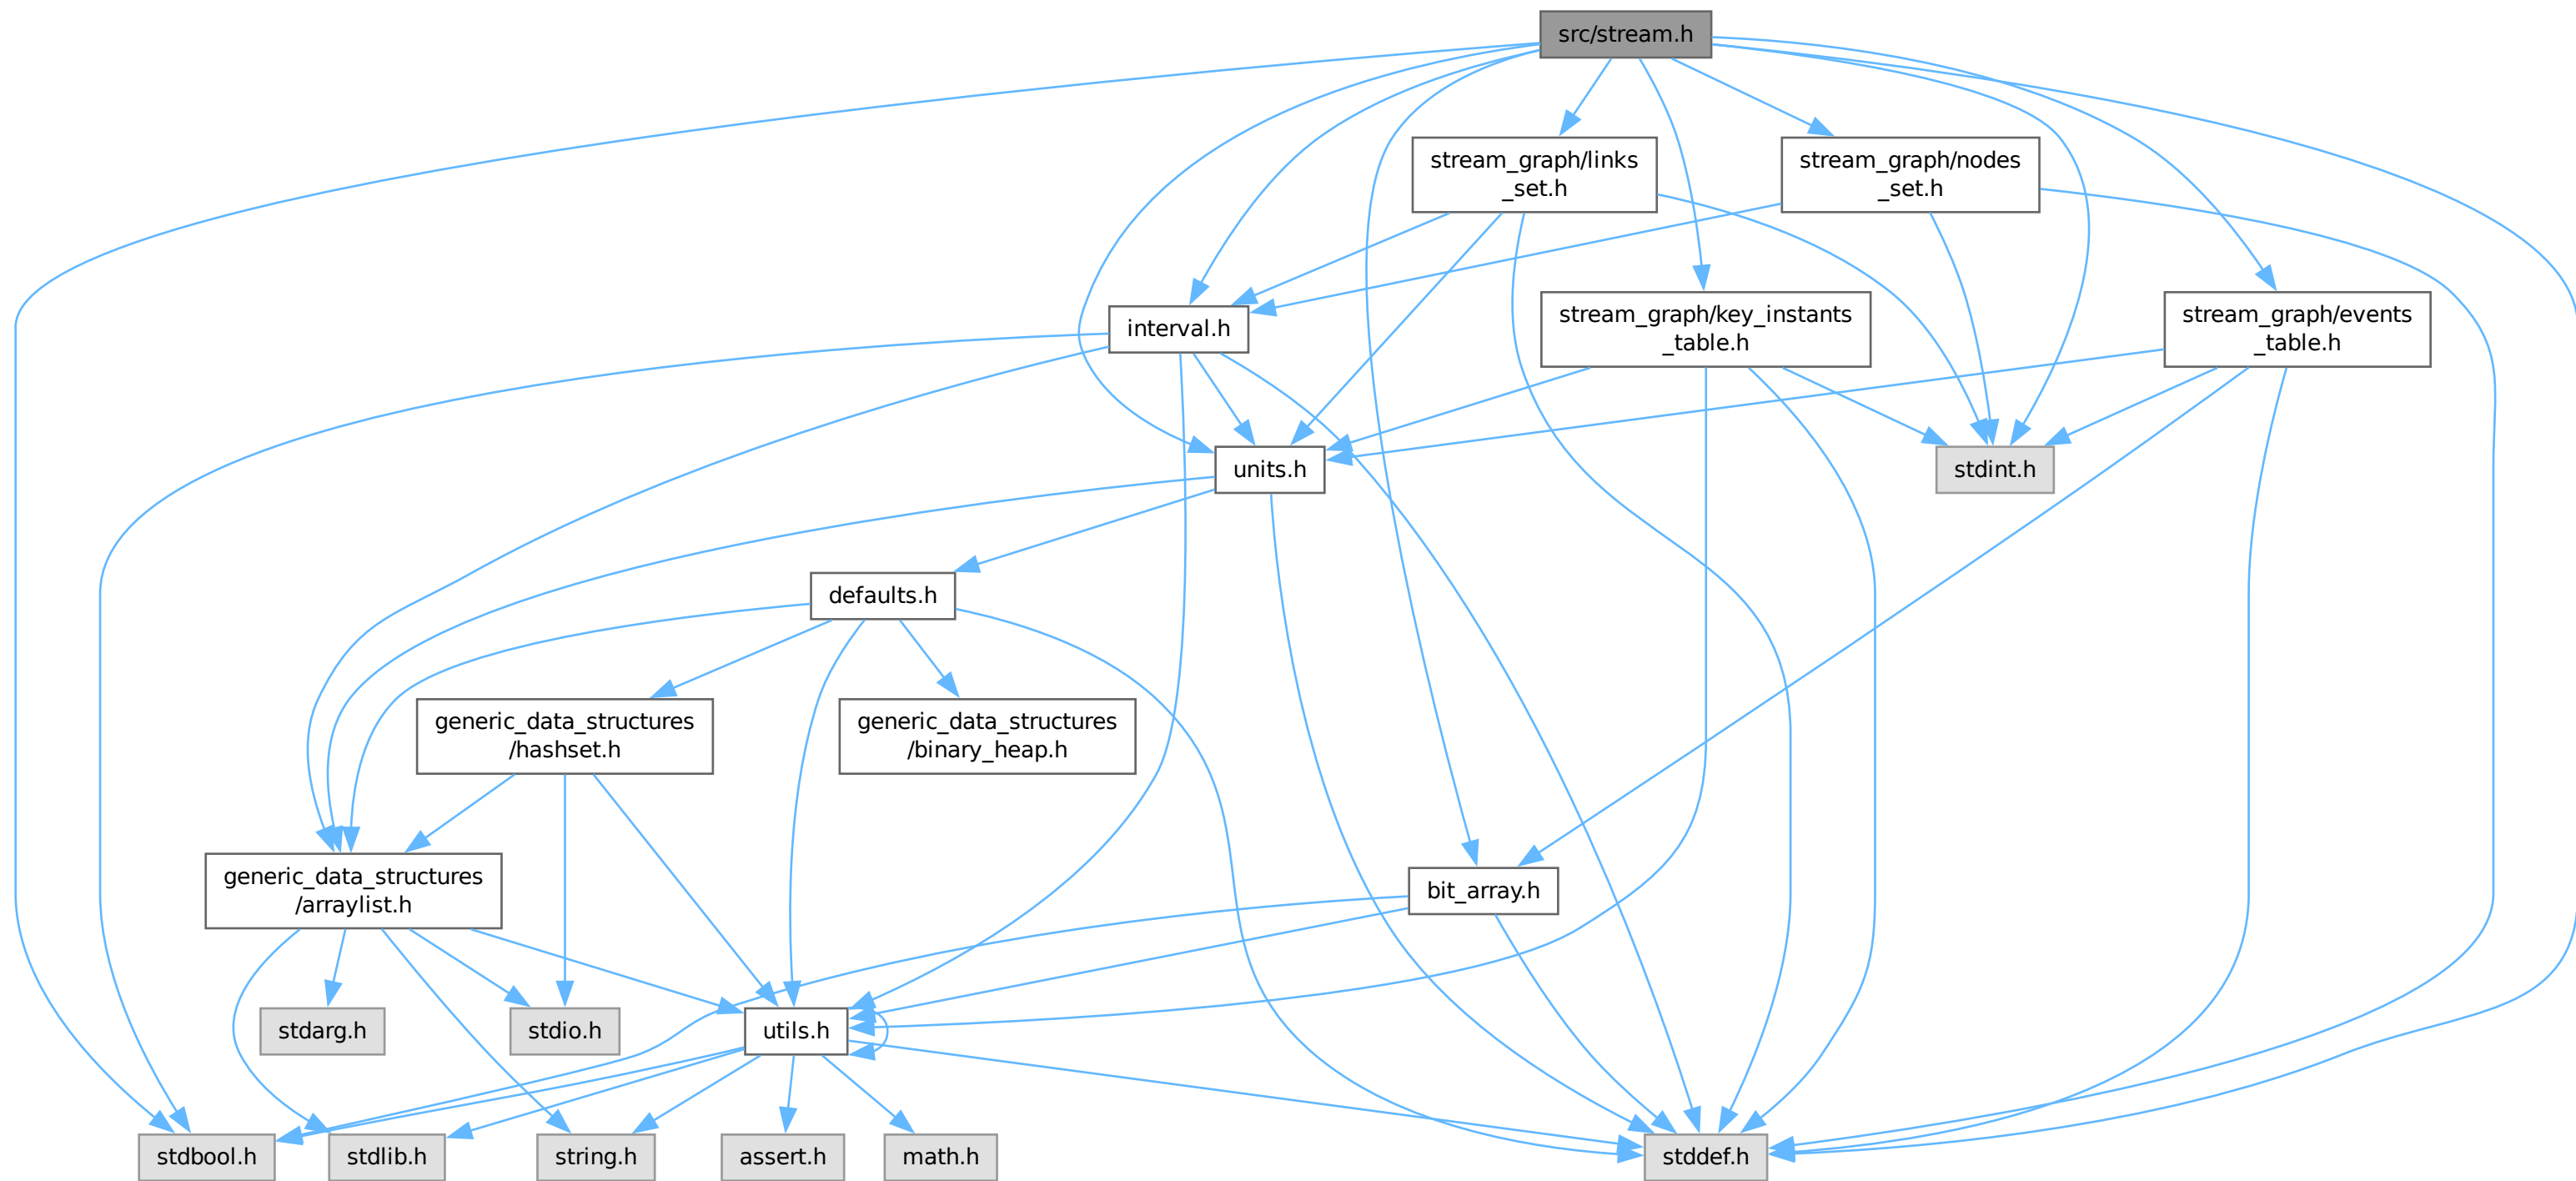 src/stream.h
stream_graph/links
_set.h
stream_graph/nodes
_set.h
interval.h
stream_graph/key_instants
_table.h
stream_graph/events
_table.h
units.h
stdint.h
defaults.h
generic_data_structures
/hashset.h
generic_data_structures
/binary_heap.h
generic_data_structures
/arraylist.h
bit_array.h
stdarg.h
stdio.h
utils.h
stdbool.h
stdlib.h
string.h
assert.h
math.h
stddef.h